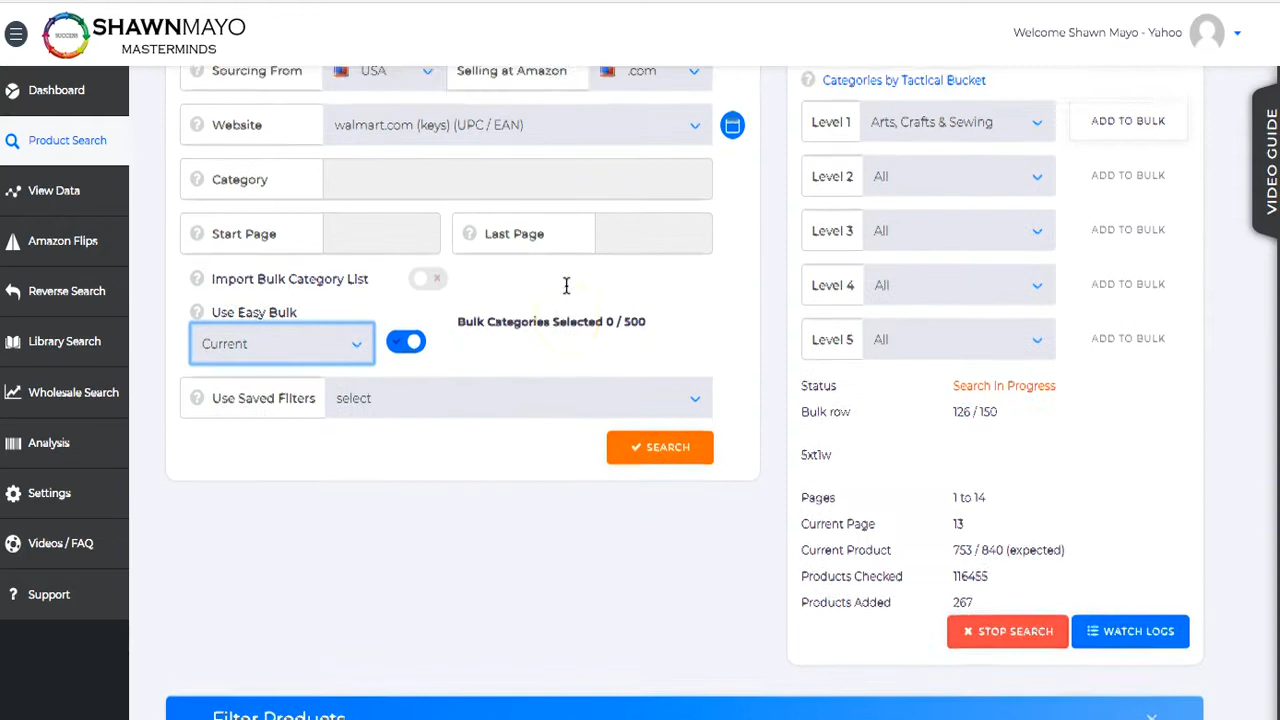 SHAWNMAYO
MASTERMINDS
SUCCESS
Welcome Shawn Mayo - Yahoo
Dashboard
Product Search
View Data
Amazon Flips
Reverse Search
Library Search
Wholesale Search
Analysis
Settings
Videos / FAQ
Support
Sourcing From USA Selling at Amazon .com
Website walmart.com (keys) (UPC / EAN)
Category
Start Page Last Page
Import Bulk Category List
Use Easy Bulk
Current
Bulk Categories Selected 0 / 500
Use Saved Filters select
SEARCH
Categories by Tactical Bucket
Level 1 Arts, Crafts & Sewing ADD TO BULK
Level 2 All ADD TO BULK
Level 3 All ADD TO BULK
Level 4 All ADD TO BULK
Level 5 All ADD TO BULK
Status Search In Progress
Bulk row 126 / 150
5xt1w
Pages 1 to 14
Current Page 13
Current Product 753 / 840 (expected)
Products Checked 116455
Products Added 267
STOP SEARCH WATCH LOGS
VIDEO GUIDE
Filter Products